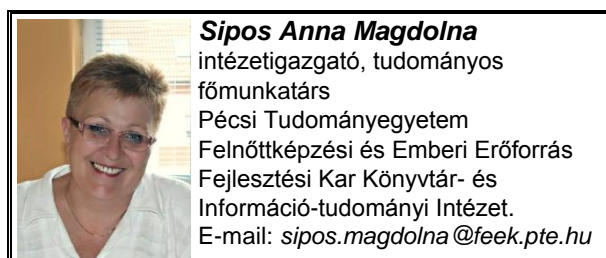 Sipos Anna Magdolna
intézetigazgató, tudományos
főmunkatárs
Pécsi Tudományegyetem
Felnőttképzési és Emberi Erőforrás
Fejlesztési Kar Könyvtár- és
Információ-tudományi Intézet.
E-mail: sipos.magdolna@feek.pte.hu